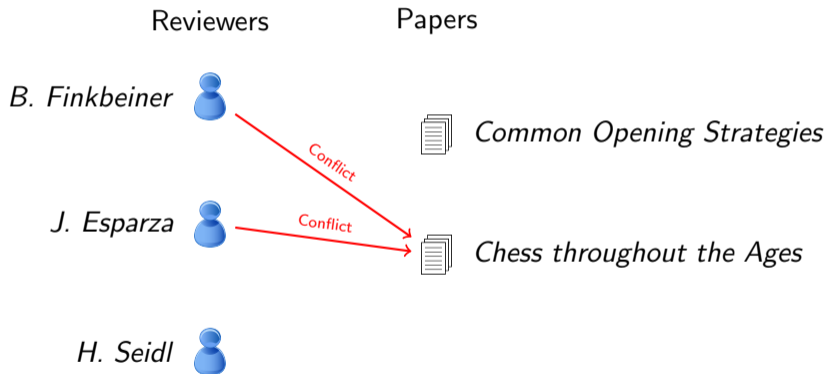 Reviewers
Papers
B. Finkbeiner
Conflict
Common Opening Strategies
J. Esparza
Conflict
Chess throughout the Ages
H. Seidl